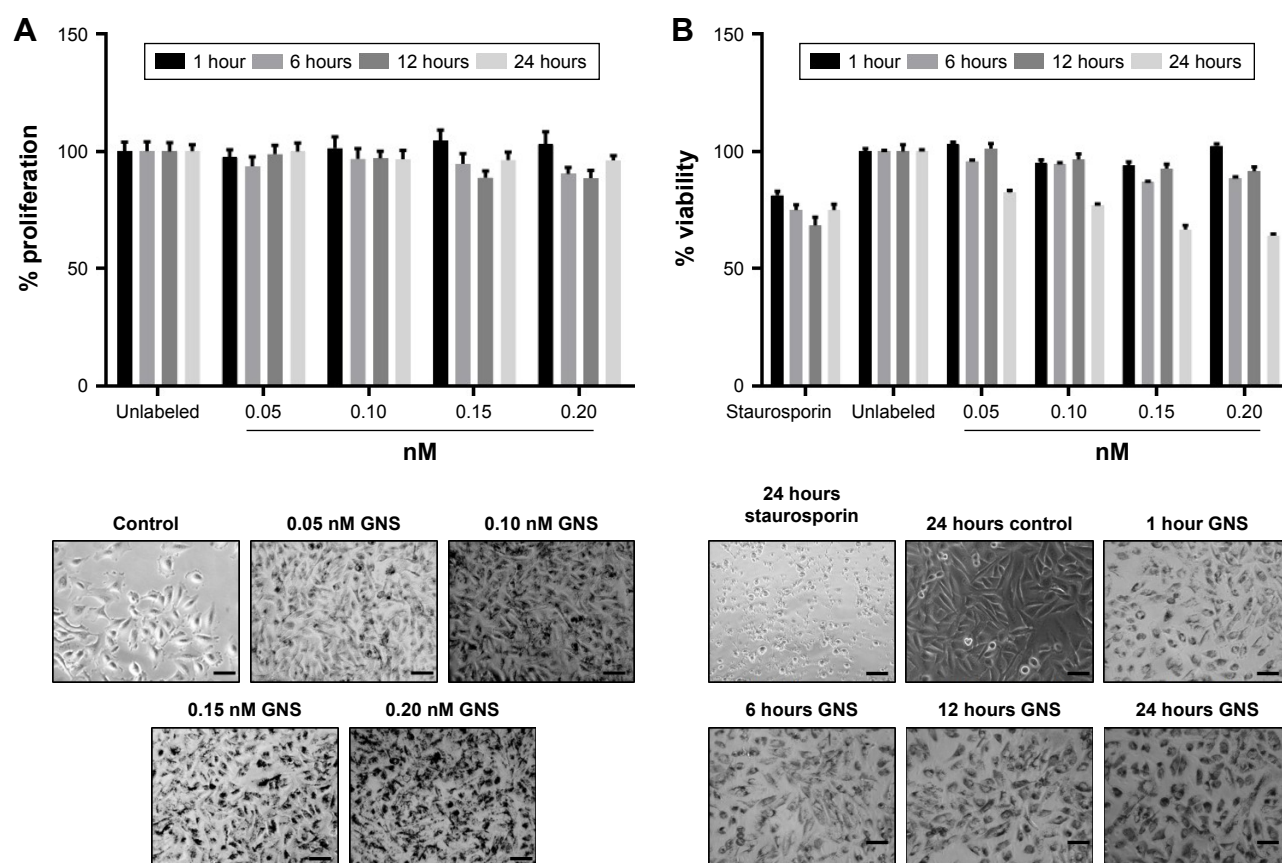 A
150
100
50
0
% proliferation
1 hour 6 hours 12 hours 24 hours
Unlabeled 0.05 0.10 0.15 0.20
nM
Control 0.05 nM GNS 0.10 nM GNS
0.15 nM GNS 0.20 nM GNS
B
150
100
50
0
% viability
1 hour 6 hours 12 hours 24 hours
Staurosporin Unlabeled 0.05 0.10 0.15 0.20
nM
24 hours
staurosporin
24 hours control 1 hour GNS
6 hours GNS 12 hours GNS 24 hours GNS